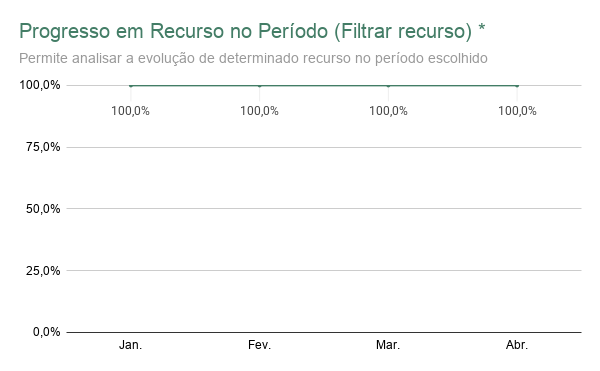 Progresso em Recurso no Período (Filtrar recurso) *
Permite analisar a evolução de determinado recurso no período escolhido
100,0%
100,0% 100,0% 100,0% 100,0%
75,0%
50,0%
25,0%
0,0%
Jan. Fev. Mar. Abr.